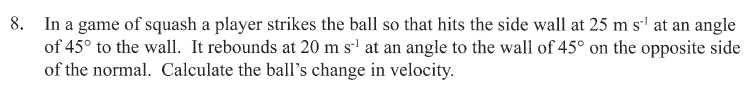 8. In a game of squash a player strikes the ball so that hits the side wall at 25 m s⁻¹ at an angle
of 45° to the wall. It rebounds at 20 m s⁻¹ at an angle to the wall of 45° on the opposite side
of the normal. Calculate the ball's change in velocity.